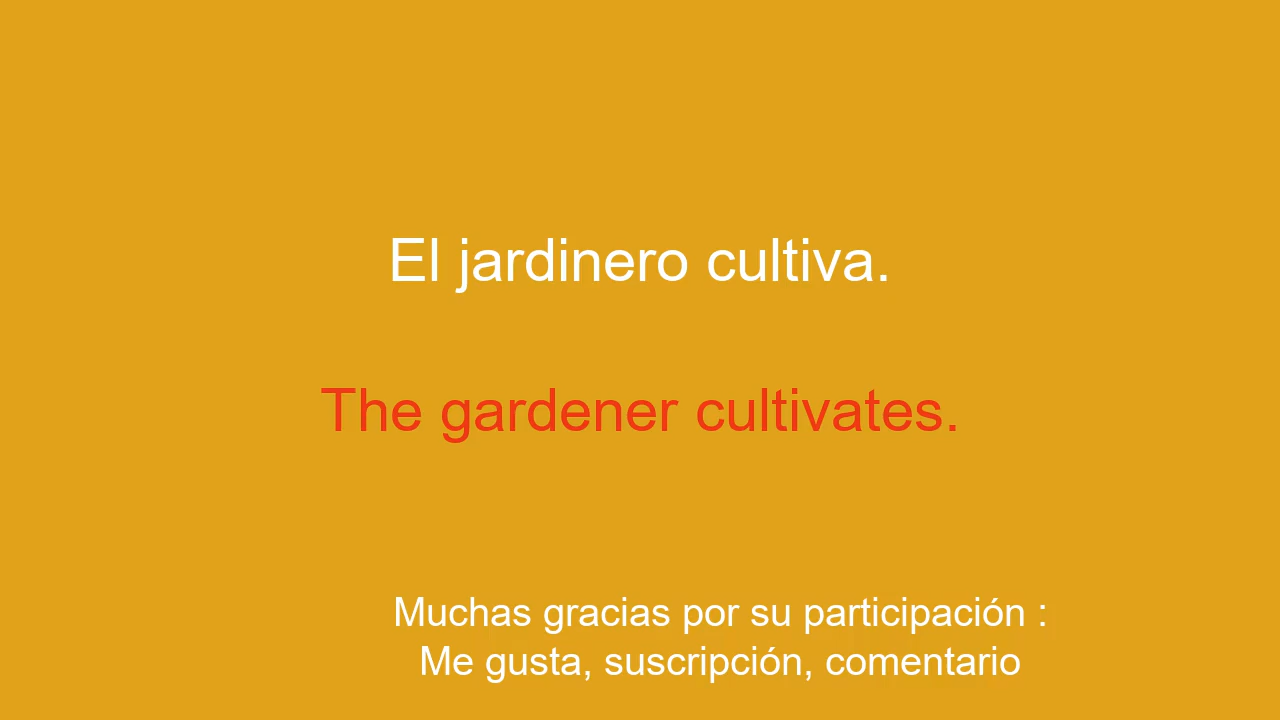 El jardinero cultiva.
The gardener cultivates.
Muchas gracias por su participación :
Me gusta, suscripción, comentario